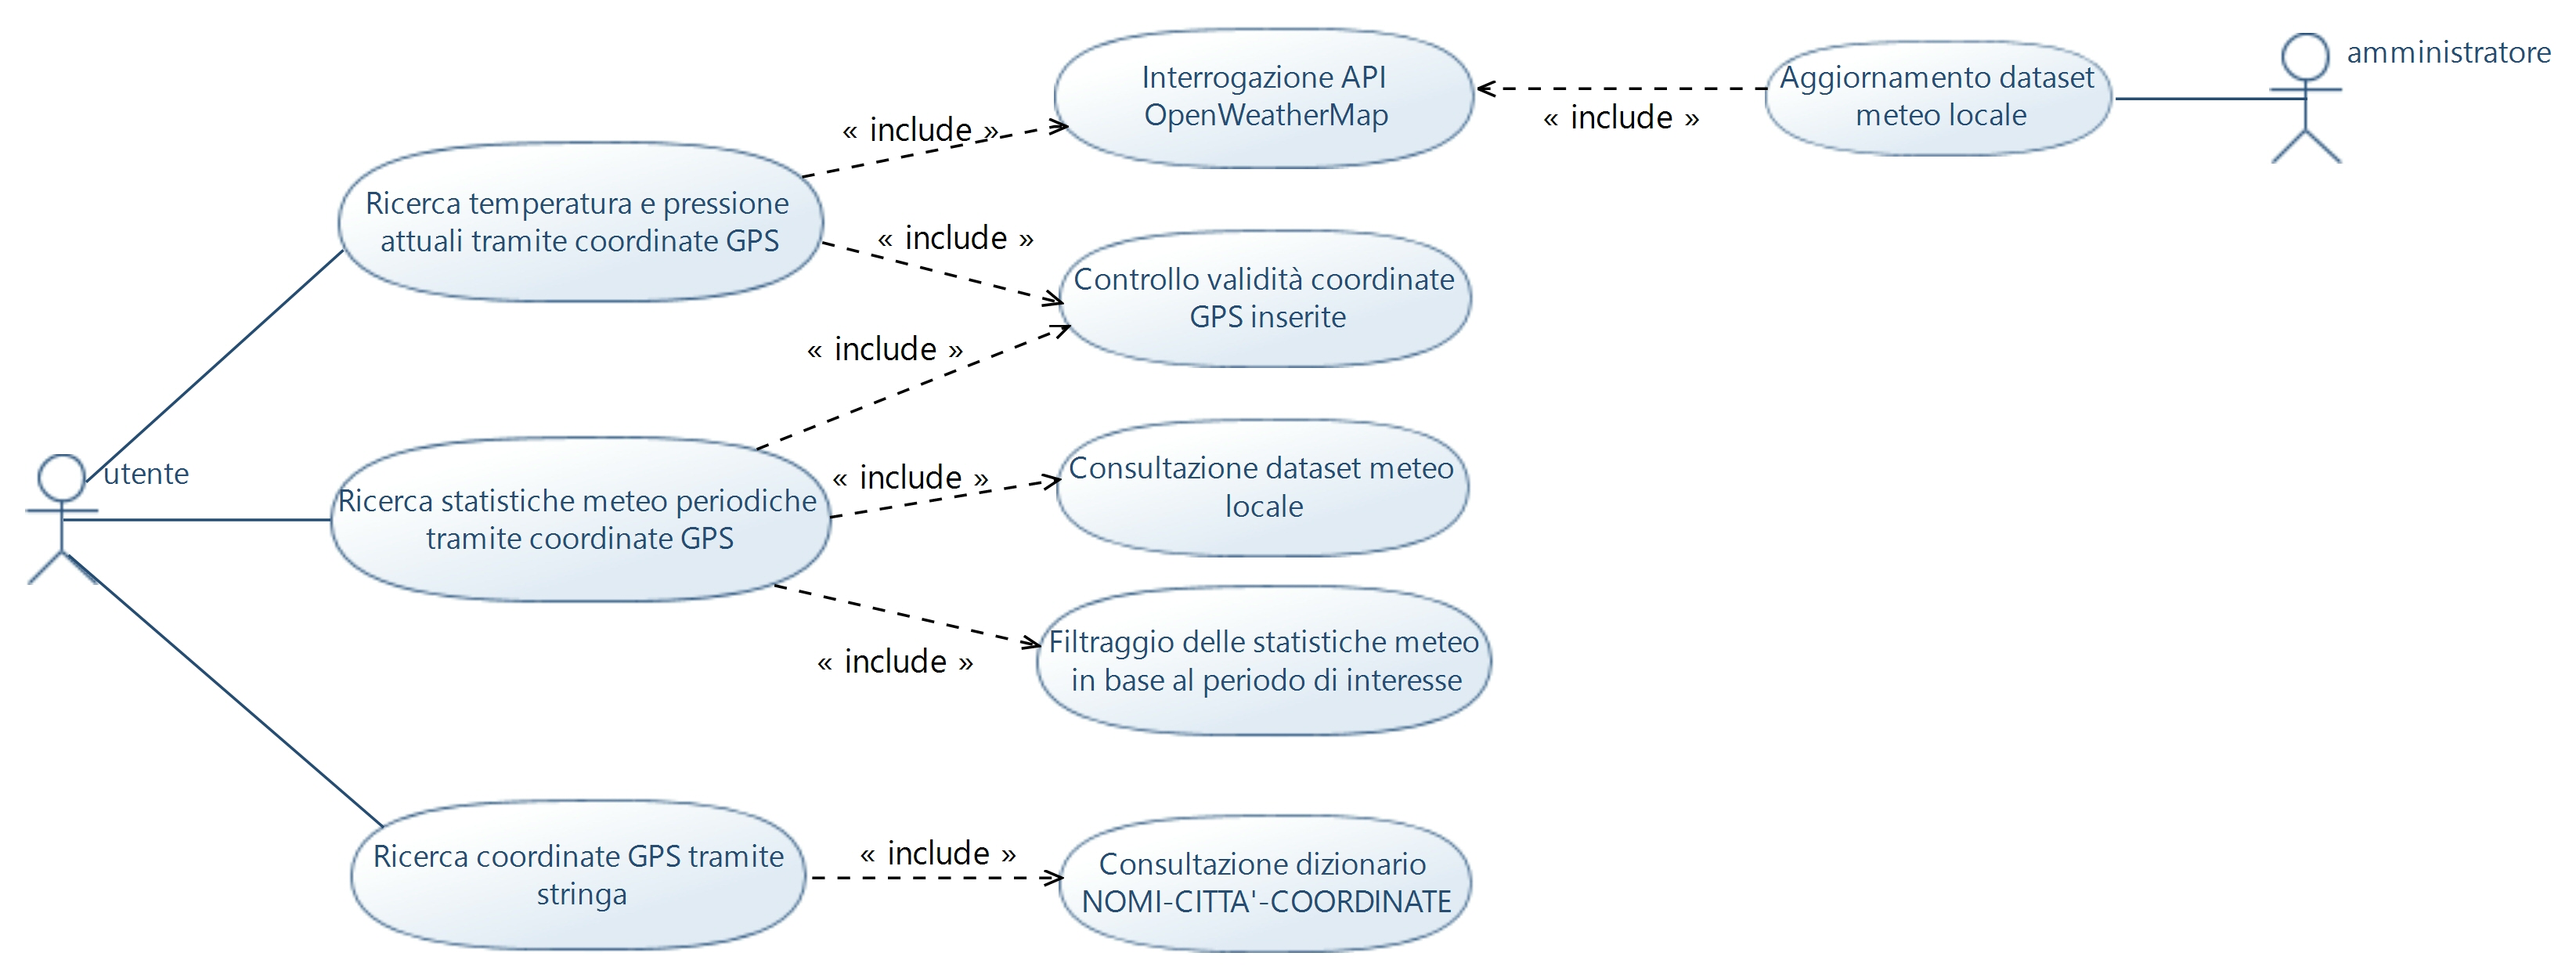 Interrogazione API
OpenWeatherMap
Aggiornamento dataset
meteo locale
amministratore
« include »
« include »
Ricerca temperatura e pressione
attuali tramite coordinate GPS
« include »
Controllo validità coordinate
GPS inserite
« include »
utente
Ricerca statistiche meteo periodiche
tramite coordinate GPS
« include »
Consultazione dataset meteo
locale
« include »
Filtraggio delle statistiche meteo
in base al periodo di interesse
Ricerca coordinate GPS tramite
stringa
« include »
Consultazione dizionario
NOMI-CITTA'-COORDINATE